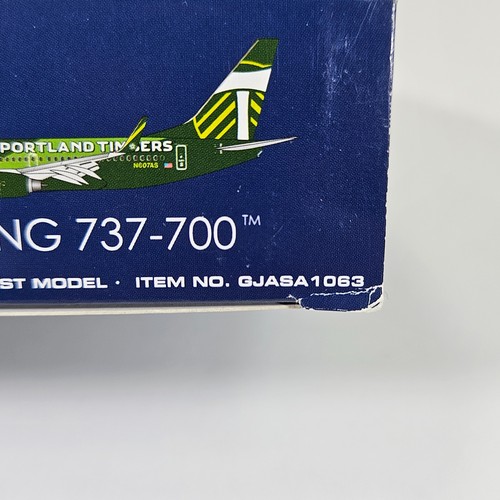 PORTLAND TIMBERS
N607AS
NG 737-700™
ST MODEL · ITEM NO. GJASA1063